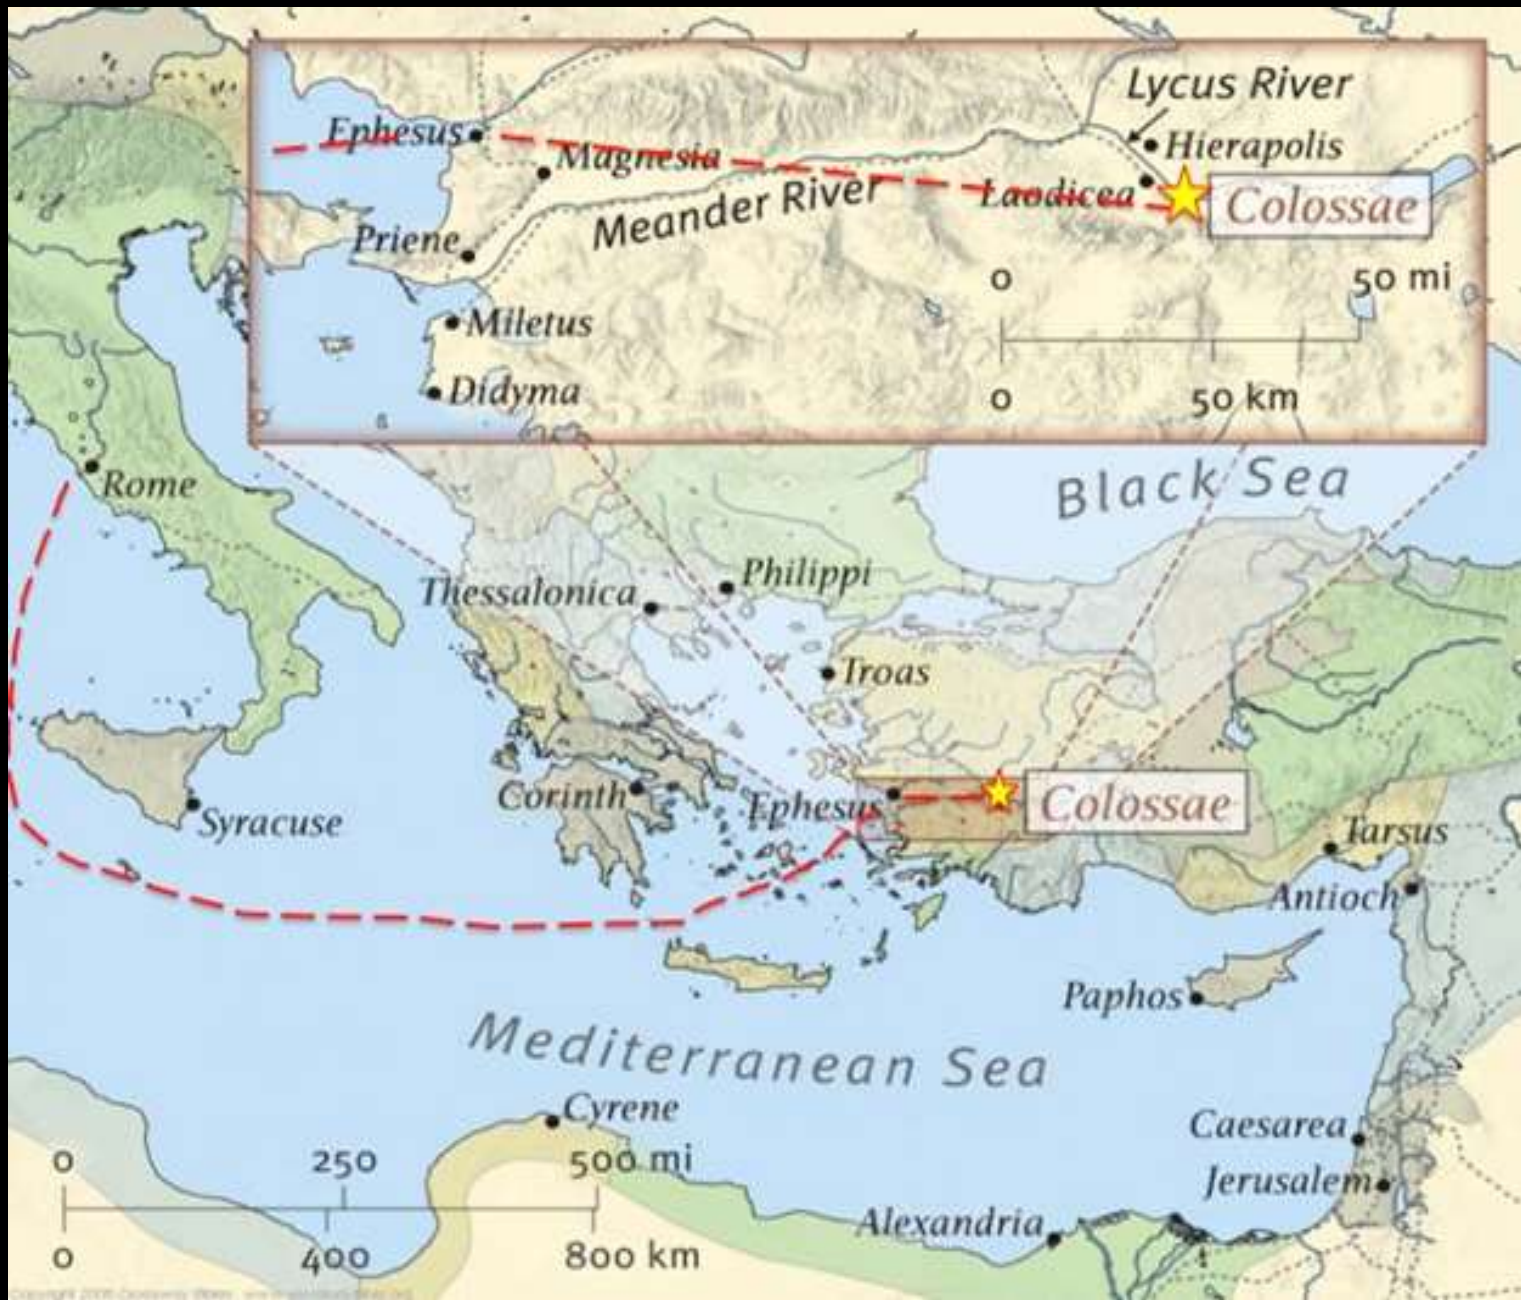 Lycus River
Ephesus
Hierapolis
Magnesia
Laodicea
Colossae
Meander River
Priene
0 50 mi
Miletus
Didyma
0 50 km
Rome
Black Sea
Philippi
Thessalonica
Troas
Corinth
Ephesus
Colossae
Syracuse
Tarsus
Antioch
Paphos
Mediterranean Sea
Cyrene
Caesarea
0 250 500 mi
Jerusalem
Alexandria
0 400 800 km